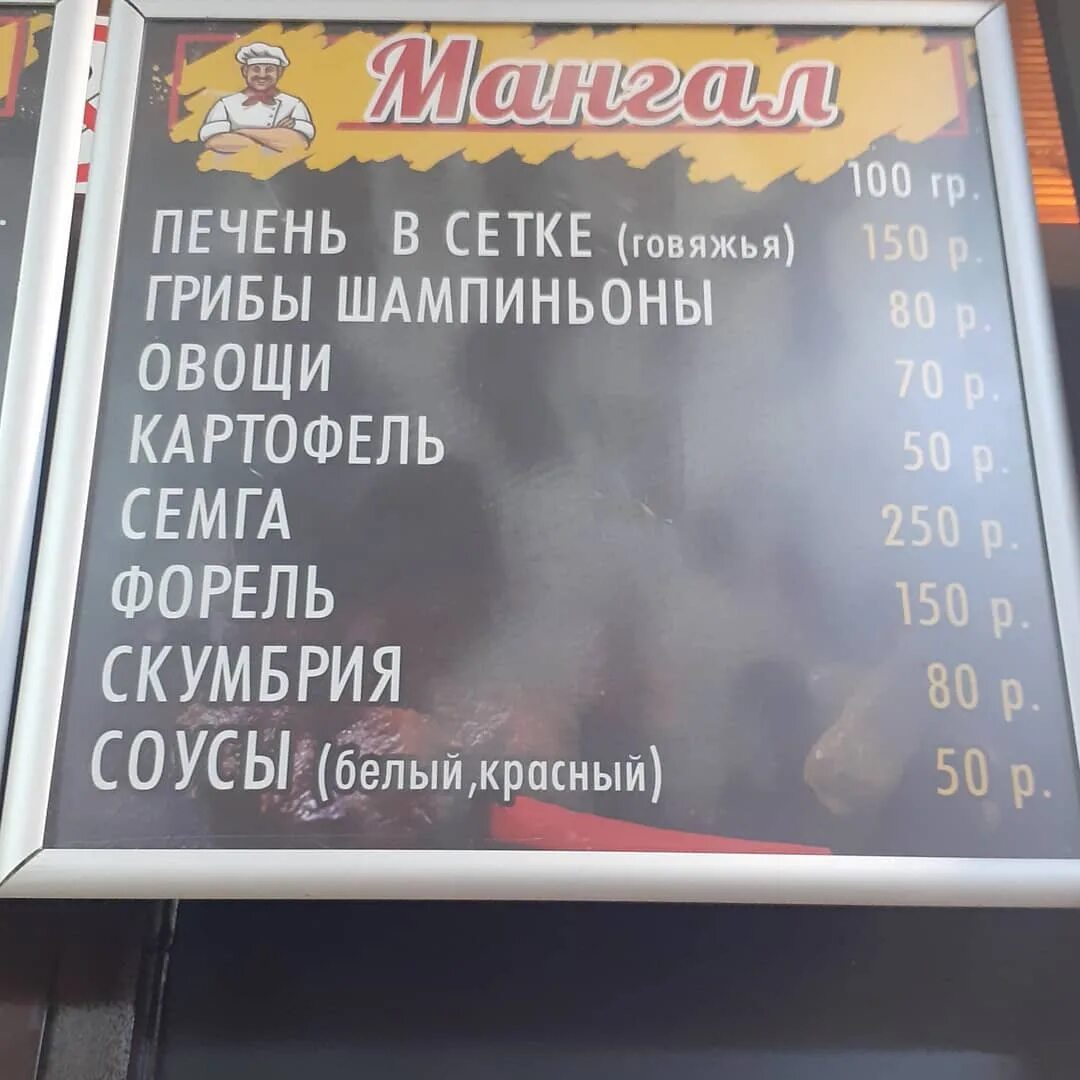 Мангал
100 гр.
ПЕЧЕНЬ В СЕТКЕ (говяжья) 150 р.
ГРИБЫ ШАМПИНЬОНЫ 80 р.
ОВОЩИ 70 р.
КАРТОФЕЛЬ 50 р.
СЕМГА 250 р.
ФОРЕЛЬ 150 р.
СКУМБРИЯ 80 р.
СОУСЫ (белый,красный) 50 р.